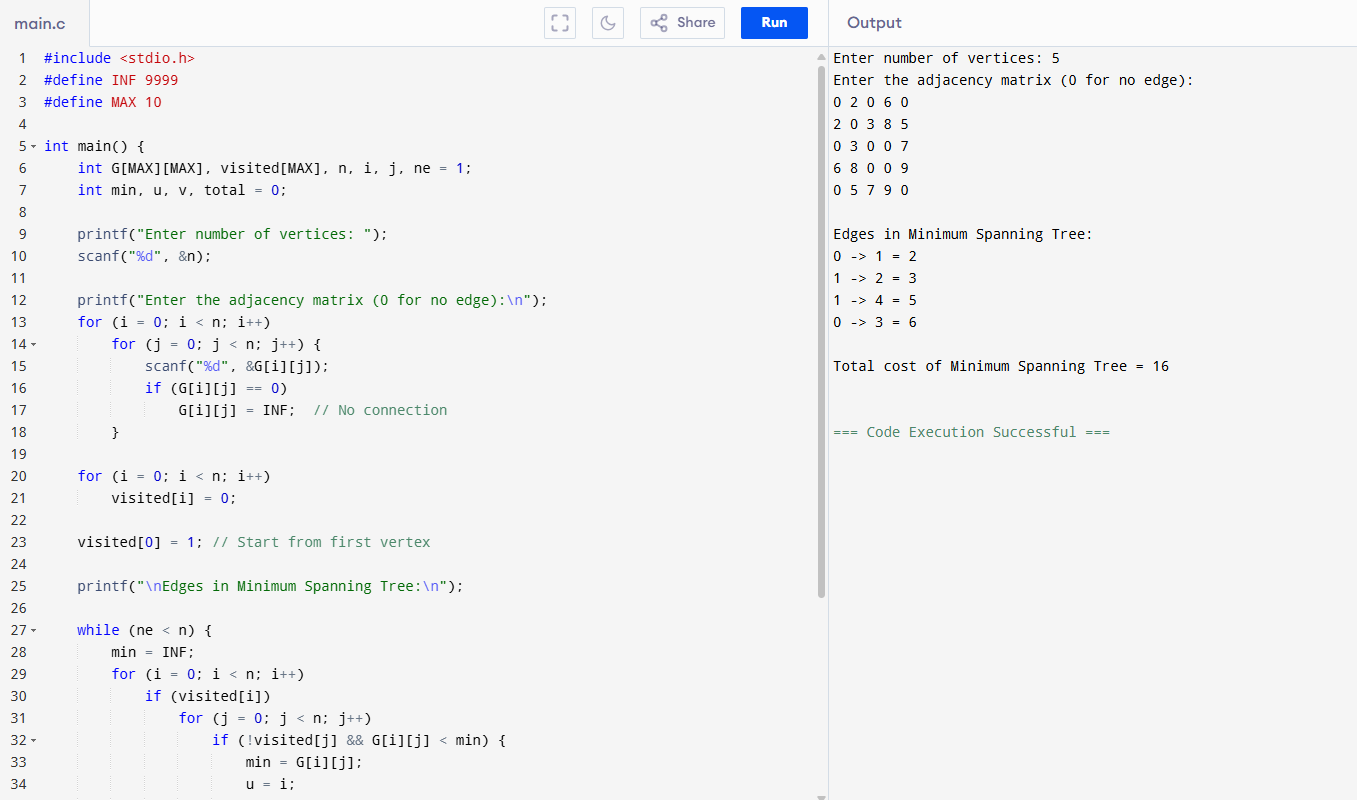 main.c
Share
Run
Output
1 #include <stdio.h>
2 #define INF 9999
3 #define MAX 10
4
5 int main() {
6     int G[MAX][MAX], visited[MAX], n, i, j, ne = 1;
7     int min, u, v, total = 0;
8
9     printf("Enter number of vertices: ");
10     scanf("%d", &n);
11
12     printf("Enter the adjacency matrix (0 for no edge):\n");
13     for (i = 0; i < n; i++)
14         for (j = 0; j < n; j++) {
15             scanf("%d", &G[i][j]);
16             if (G[i][j] == 0)
17                 G[i][j] = INF;  // No connection
18         }
19
20     for (i = 0; i < n; i++)
21         visited[i] = 0;
22
23     visited[0] = 1; // Start from first vertex
24
25     printf("\nEdges in Minimum Spanning Tree:\n");
26
27     while (ne < n) {
28         min = INF;
29         for (i = 0; i < n; i++)
30             if (visited[i])
31                 for (j = 0; j < n; j++)
32                     if (!visited[j] && G[i][j] < min) {
33                         min = G[i][j];
34                         u = i;
Enter number of vertices: 5
Enter the adjacency matrix (0 for no edge):
0 2 0 6 0
2 0 3 8 5
0 3 0 0 7
6 8 0 0 9
0 5 7 9 0

Edges in Minimum Spanning Tree:
0 -> 1 = 2
1 -> 2 = 3
1 -> 4 = 5
0 -> 3 = 6

Total cost of Minimum Spanning Tree = 16

=== Code Execution Successful ===